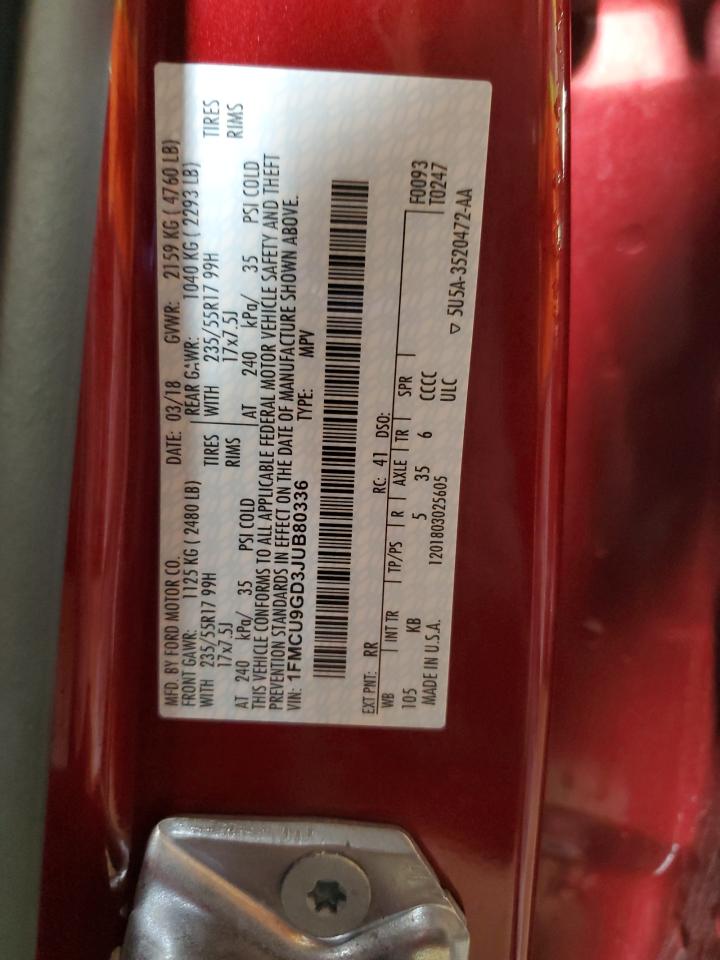 MFD. BY FORD MOTOR CO.
DATE: 03/18 GVWR: 2159 KG ( 4760 LB)
FRONT GAWR: 1125 KG ( 2480 LB) REAR GAWR: 1040 KG ( 2293 LB)
WITH 235/55R17 99H TIRES WITH 235/55R17 99H TIRES
17x7.5J RIMS 17x7.5J RIMS
AT 240 kPa/ 35 PSI COLD AT 240 kPa/ 35 PSI COLD
THIS VEHICLE CONFORMS TO ALL APPLICABLE FEDERAL MOTOR VEHICLE SAFETY AND THEFT
PREVENTION STANDARDS IN EFFECT ON THE DATE OF MANUFACTURE SHOWN ABOVE.
VIN: 1FMCU9GD3JUB80336 TYPE: MPV
EXT PNT: RR RC: 41 DSO: F0093
WB INT TR TP/PS R AXLE TR SPR T0247
105 KB 5 35 6 CCCC
MADE IN U.S.A. 1201803025605 ULC ▽ 5U5A-3520472-AA